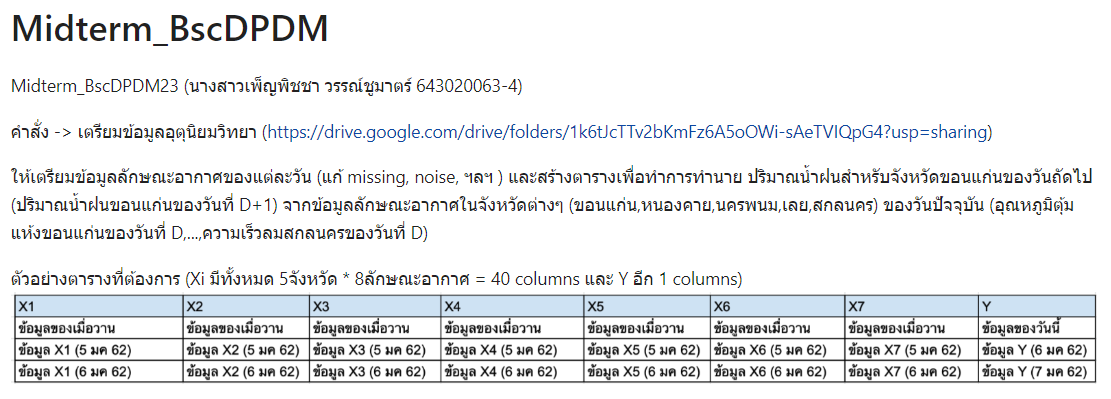 Midterm_BscDPDM
Midterm_BscDPDM23 (นางสาวเพ็ญพิชชา วรรณ์ชูมาตร์ 643020063-4)
คำสั่ง -> เตรียมข้อมูลอุตุนิยมวิทยา (https://drive.google.com/drive/folders/1k6tJcTTv2bKmFz6A5oOWi-sAeTVIQpG4?usp=sharing)
ให้เตรียมข้อมูลลักษณะอากาศของแต่ละวัน (แก้ missing, noise, ฯลฯ ) และสร้างตารางเพื่อทำการทำนาย ปริมาณน้ำฝนสำหรับจังหวัดขอนแก่นของวันถัดไป
(ปริมาณน้ำฝนขอนแก่นของวันที่ D+1) จากข้อมูลลักษณะอากาศในจังหวัดต่างๆ (ขอนแก่น,หนองคาย,นครพนม,เลย,สกลนคร) ของวันปัจจุบัน (อุณหภูมิตุ้ม
แห้งขอนแก่นของวันที่ D,...,ความเร็วลมสกลนครของวันที่ D)
ตัวอย่างตารางที่ต้องการ (Xi มีทั้งหมด 5จังหวัด * 8ลักษณะอากาศ = 40 columns และ Y อีก 1 columns)
X1 X2 X3 X4 X5 X6 X7 Y
ข้อมูลของเมื่อวาน ข้อมูลของเมื่อวาน ข้อมูลของเมื่อวาน ข้อมูลของเมื่อวาน ข้อมูลของเมื่อวาน ข้อมูลของเมื่อวาน ข้อมูลของเมื่อวาน ข้อมูลของวันนี้
ข้อมูล X1 (5 มค 62) ข้อมูล X2 (5 มค 62) ข้อมูล X3 (5 มค 62) ข้อมูล X4 (5 มค 62) ข้อมูล X5 (5 มค 62) ข้อมูล X6 (5 มค 62) ข้อมูล X7 (5 มค 62) ข้อมูล Y (6 มค 62)
ข้อมูล X1 (6 มค 62) ข้อมูล X2 (6 มค 62) ข้อมูล X3 (6 มค 62) ข้อมูล X4 (6 มค 62) ข้อมูล X5 (6 มค 62) ข้อมูล X6 (6 มค 62) ข้อมูล X7 (6 มค 62) ข้อมูล Y (7 มค 62)